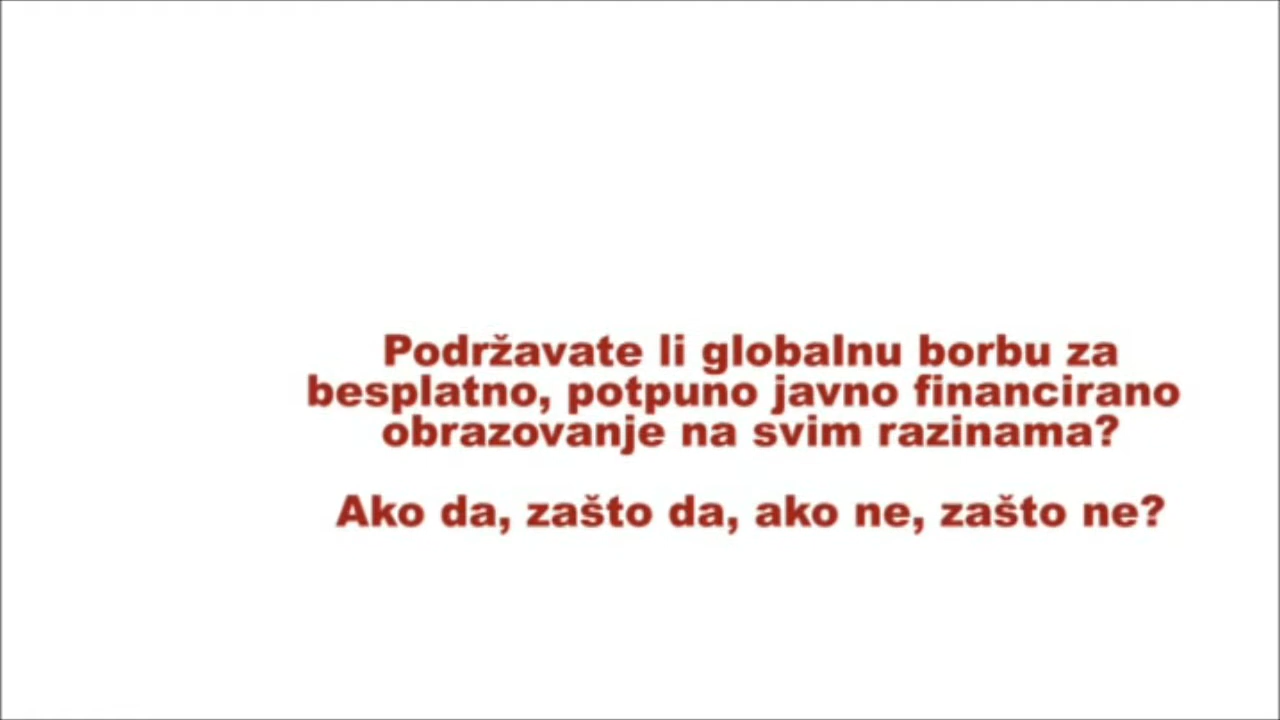 Podržavate li globalnu borbu za
besplatno, potpuno javno financirano
obrazovanje na svim razinama?
Ako da, zašto da, ako ne, zašto ne?